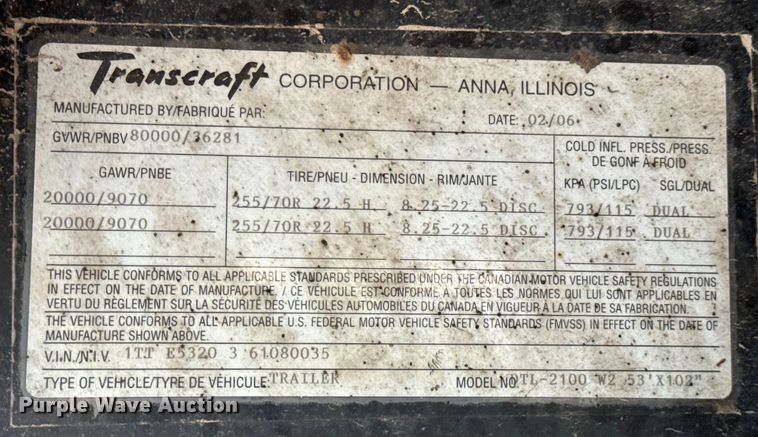 Transcraft CORPORATION — ANNA, ILLINOIS
MANUFACTURED BY/FABRIQUÉ PAR: DATE: 02/06
GVWR/PNBV 80000/36281
COLD INFL. PRESS./PRESS. DE GONF À FROID
GAWR/PNBE TIRE/PNEU - DIMENSION - RIM/JANTE KPA (PSI/LPC) SGL/DUAL
20000/9070 255/70R 22.5 H 8.25-22.5 DISC 793/115 DUAL
20000/9070 255/70R 22.5 H 8.25-22.5 DISC 793/115 DUAL
THIS VEHICLE CONFORMS TO ALL APPLICABLE STANDARDS PRESCRIBED UNDER THE CANADIAN MOTOR VEHICLE SAFETY REGULATIONS
IN EFFECT ON THE DATE OF MANUFACTURE. / CE VÉHICULE EST CONFORME À TOUTES LES NORMES QUI LUI SONT APPLICABLES EN
VERTU DU RÈGLEMENT SUR LA SÉCURITÉ DES VÉHICULES AUTOMOBILES DU CANADA EN VIGUEUR À LA DATE DE SA FABRICATION.
THE VEHICLE CONFORMS TO ALL APPLICABLE U.S. FEDERAL MOTOR VEHICLE SAFETY STANDARDS (FMVSS) IN EFFECT ON THE DATE OF
MANUFACTURE SHOWN ABOVE.
V.I.N./N.I.V. 1TT E5320 3 61080035
TYPE OF VEHICLE/TYPE DE VÉHICULE: TRAILER MODEL NO. DTL-2100 W2 53'X102"
Purple Wave Auction